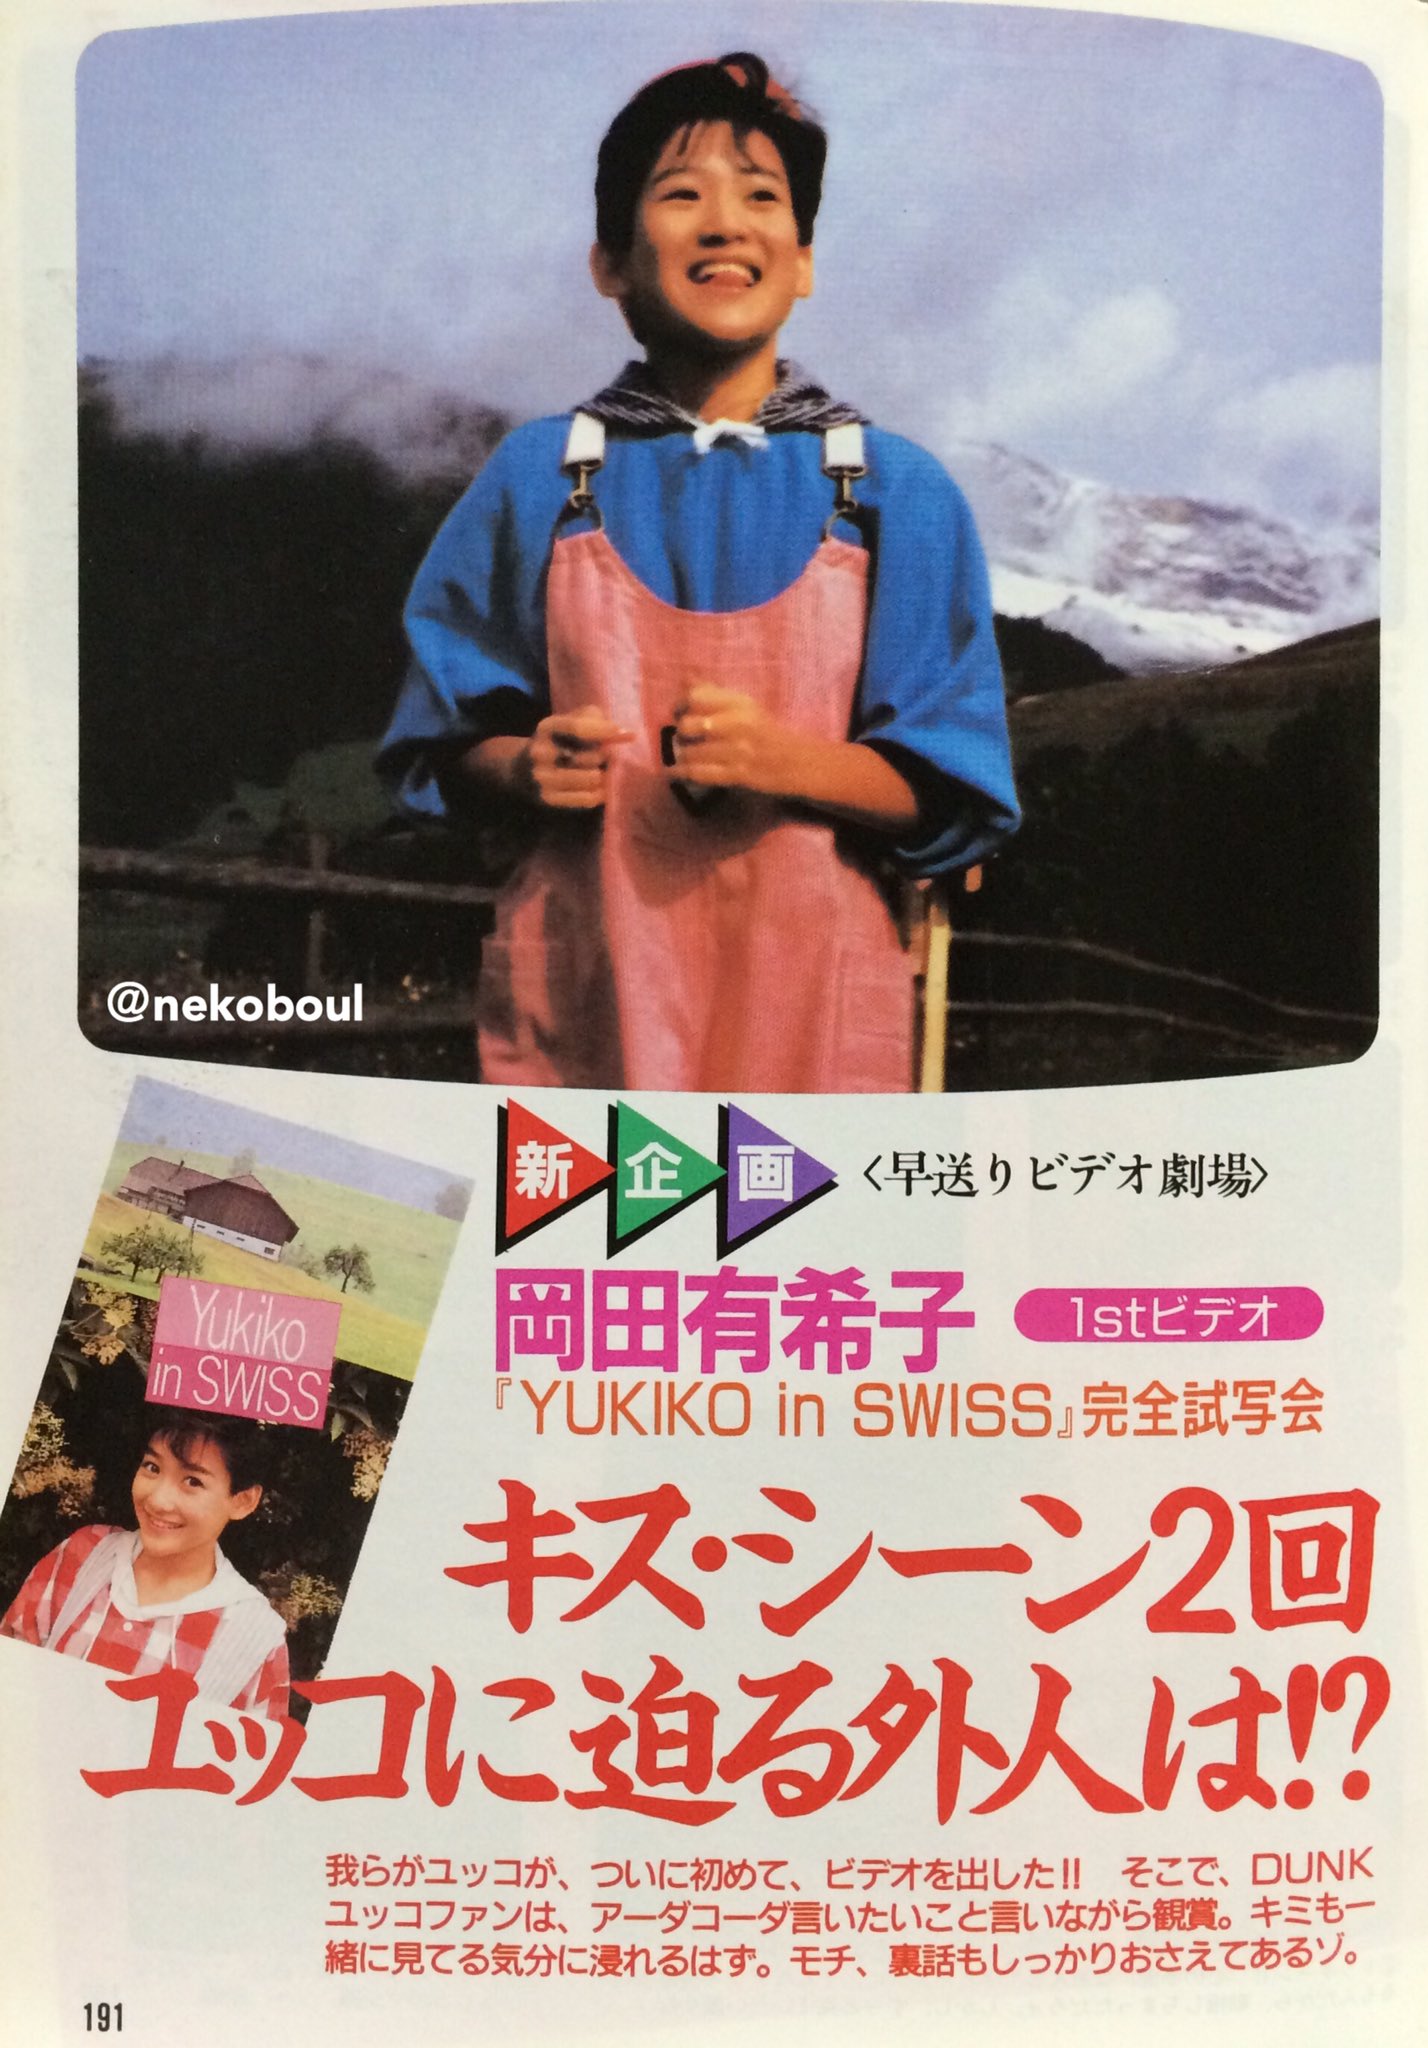 @nekoboul
新企画
〈早送りビデオ劇場〉
Yukiko
in SWISS
岡田有希子
1stビデオ
『YUKIKO in SWISS』完全試写会
キス・シーン2回
ユッコに迫る外人は!?
我らがユッコが、ついに初めて、ビデオを出した!! そこで、DUNK
ユッコファンは、アーダコーダ言いたいこと言いながら観賞。キミも一
緒に見てる気分に浸れるはず。モチ、裏話もしっかりおさえてあるゾ。
191